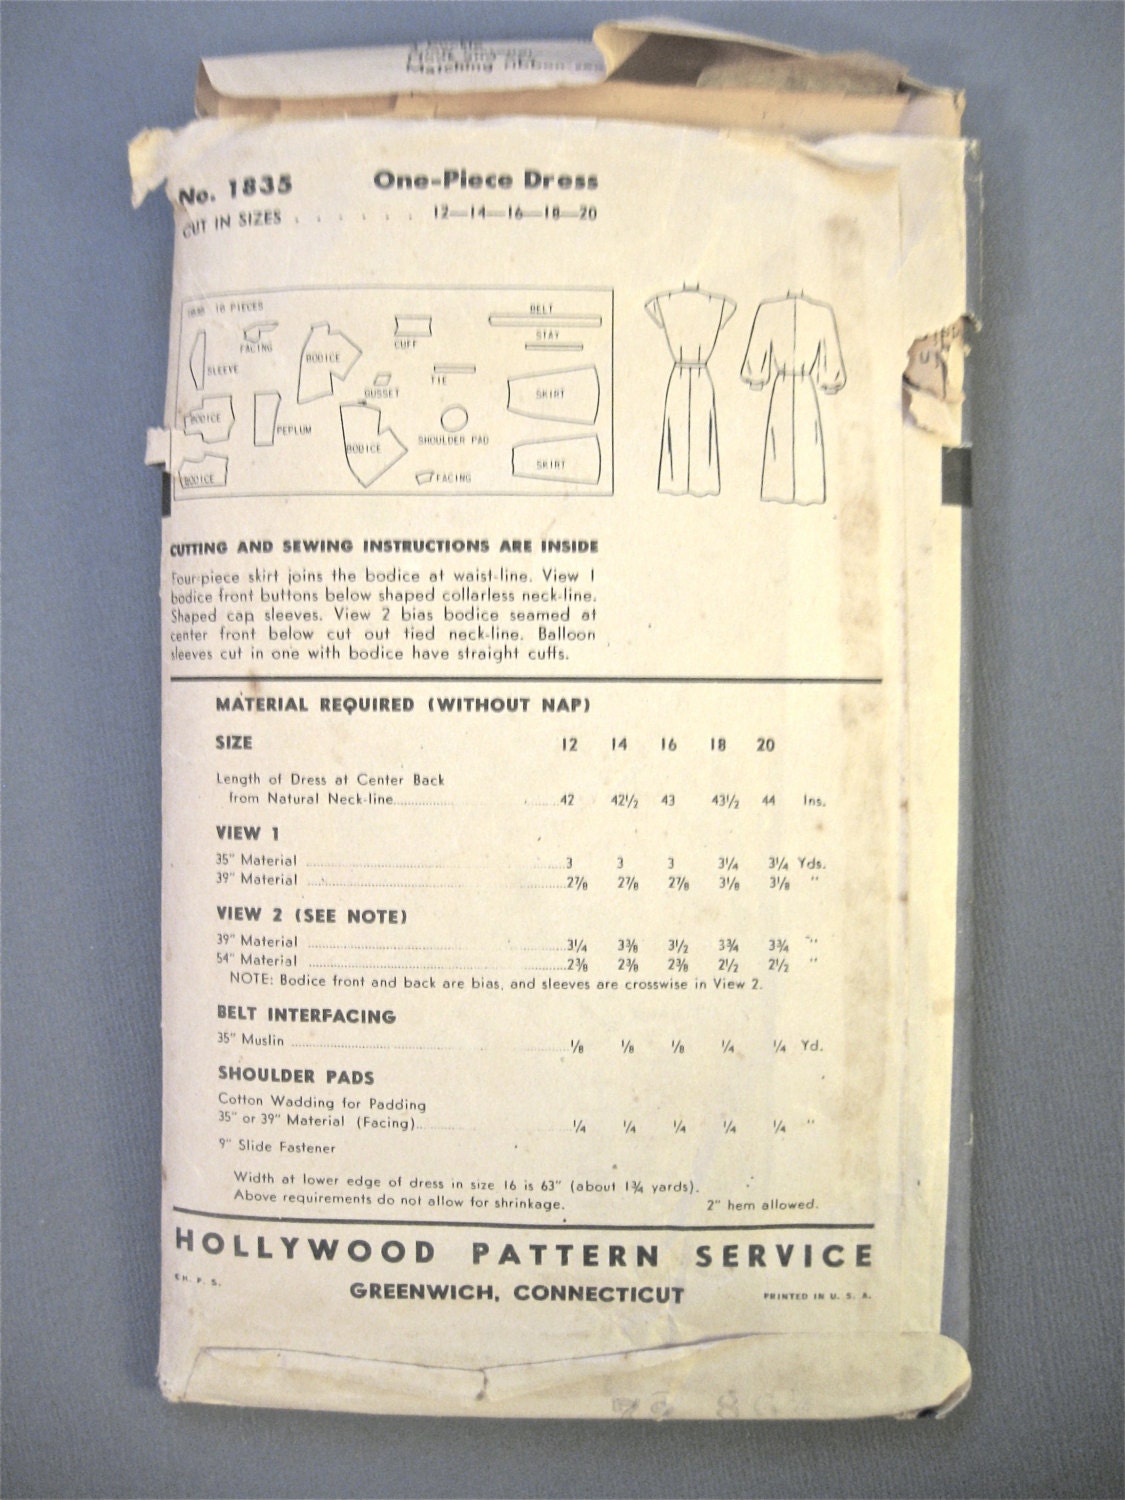 Matching ribbon
No. 1835 One-Piece Dress
CUT IN SIZES . . . . . . 12—14—16—18—20
1835 18 PIECES
FACING
SLEEVE
BODICE
CUFF
BELT
STAY
GUSSET
TIE
SKIRT
BODICE
PEPLUM
BODICE
SHOULDER PAD
BODICE
FACING
SKIRT
CUTTING AND SEWING INSTRUCTIONS ARE INSIDE
Four-piece skirt joins the bodice at waist-line. View 1
bodice front buttons below shaped collarless neck-line.
Shaped cap sleeves. View 2 bias bodice seamed at
center front below cut out tied neck-line. Balloon
sleeves cut in one with bodice have straight cuffs.
MATERIAL REQUIRED (WITHOUT NAP)
SIZE 12 14 16 18 20
Length of Dress at Center Back
from Natural Neck-line 42 42½ 43 43½ 44 Ins.
VIEW 1
35" Material 3 3 3 3¼ 3¼ Yds.
39" Material 2⅞ 2⅞ 2⅞ 3⅛ 3⅛ "
VIEW 2 (SEE NOTE)
39" Material 3¼ 3⅜ 3½ 3¾ 3¾ "
54" Material 2⅜ 2⅜ 2⅜ 2½ 2½ "
NOTE: Bodice front and back are bias, and sleeves are crosswise in View 2.
BELT INTERFACING
35" Muslin ⅛ ⅛ ⅛ ¼ ¼ Yd.
SHOULDER PADS
Cotton Wadding for Padding
35" or 39" Material (Facing) ¼ ¼ ¼ ¼ ¼ "
9" Slide Fastener
Width at lower edge of dress in size 16 is 63" (about 1¾ yards).
Above requirements do not allow for shrinkage. 2" hem allowed.
HOLLYWOOD PATTERN SERVICE
GREENWICH, CONNECTICUT
PRINTED IN U. S. A.